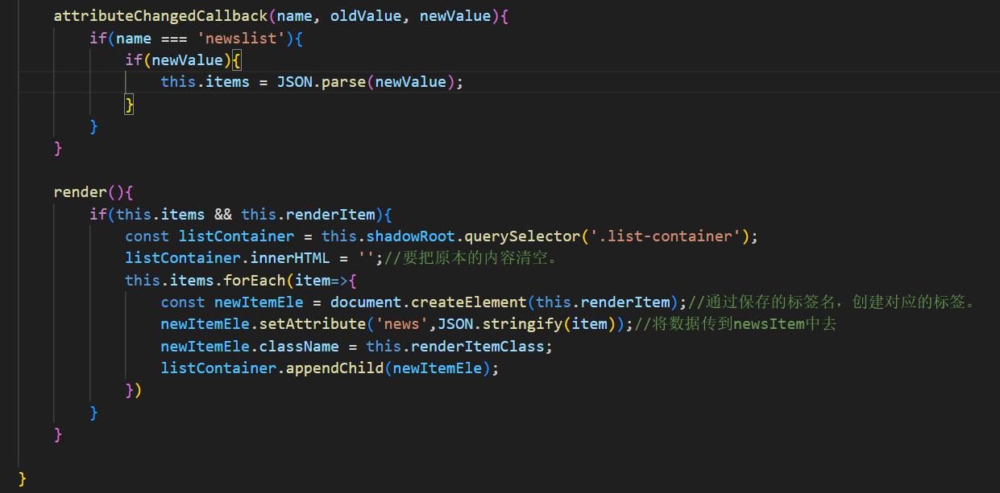 attributeChangedCallback(name, oldValue, newValue){
if(name === 'newslist'){
if(newValue){
this.items = JSON.parse(newValue);
}
}
}
render(){
if(this.items && this.renderItem){
const listContainer = this.shadowRoot.querySelector('.list-container');
listContainer.innerHTML = '';//要把原本的内容清空。
this.items.forEach(item=>{
const newItemEle = document.createElement(this.renderItem);//通过保存的标签名，创建对应的标签。
newItemEle.setAttribute('news',JSON.stringify(item));//将数据传到newsItem中去
newItemEle.className = this.renderItemClass;
listContainer.appendChild(newItemEle);
})
}
}
}